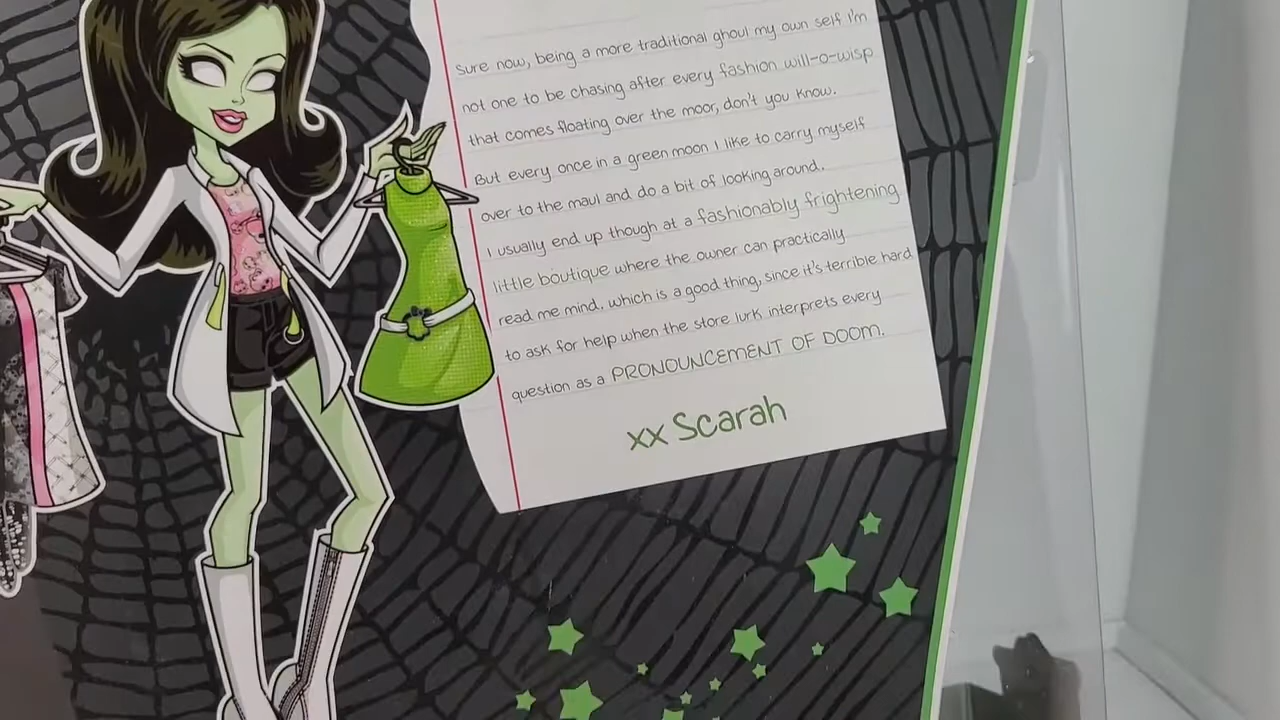 Sure now, being a more traditional ghoul my own self I'm
not one to be chasing after every fashion will-o-wisp
that comes floating over the moor, don't you know.
But every once in a green moon I like to carry myself
over to the maul and do a bit of looking around.
I usually end up though at a fashionably frightening
little boutique where the owner can practically
read me mind. which is a good thing, since it's terrible hard
to ask for help when the store lurk interprets every
question as a PRONOUNCEMENT OF DOOM.
xx Scarah